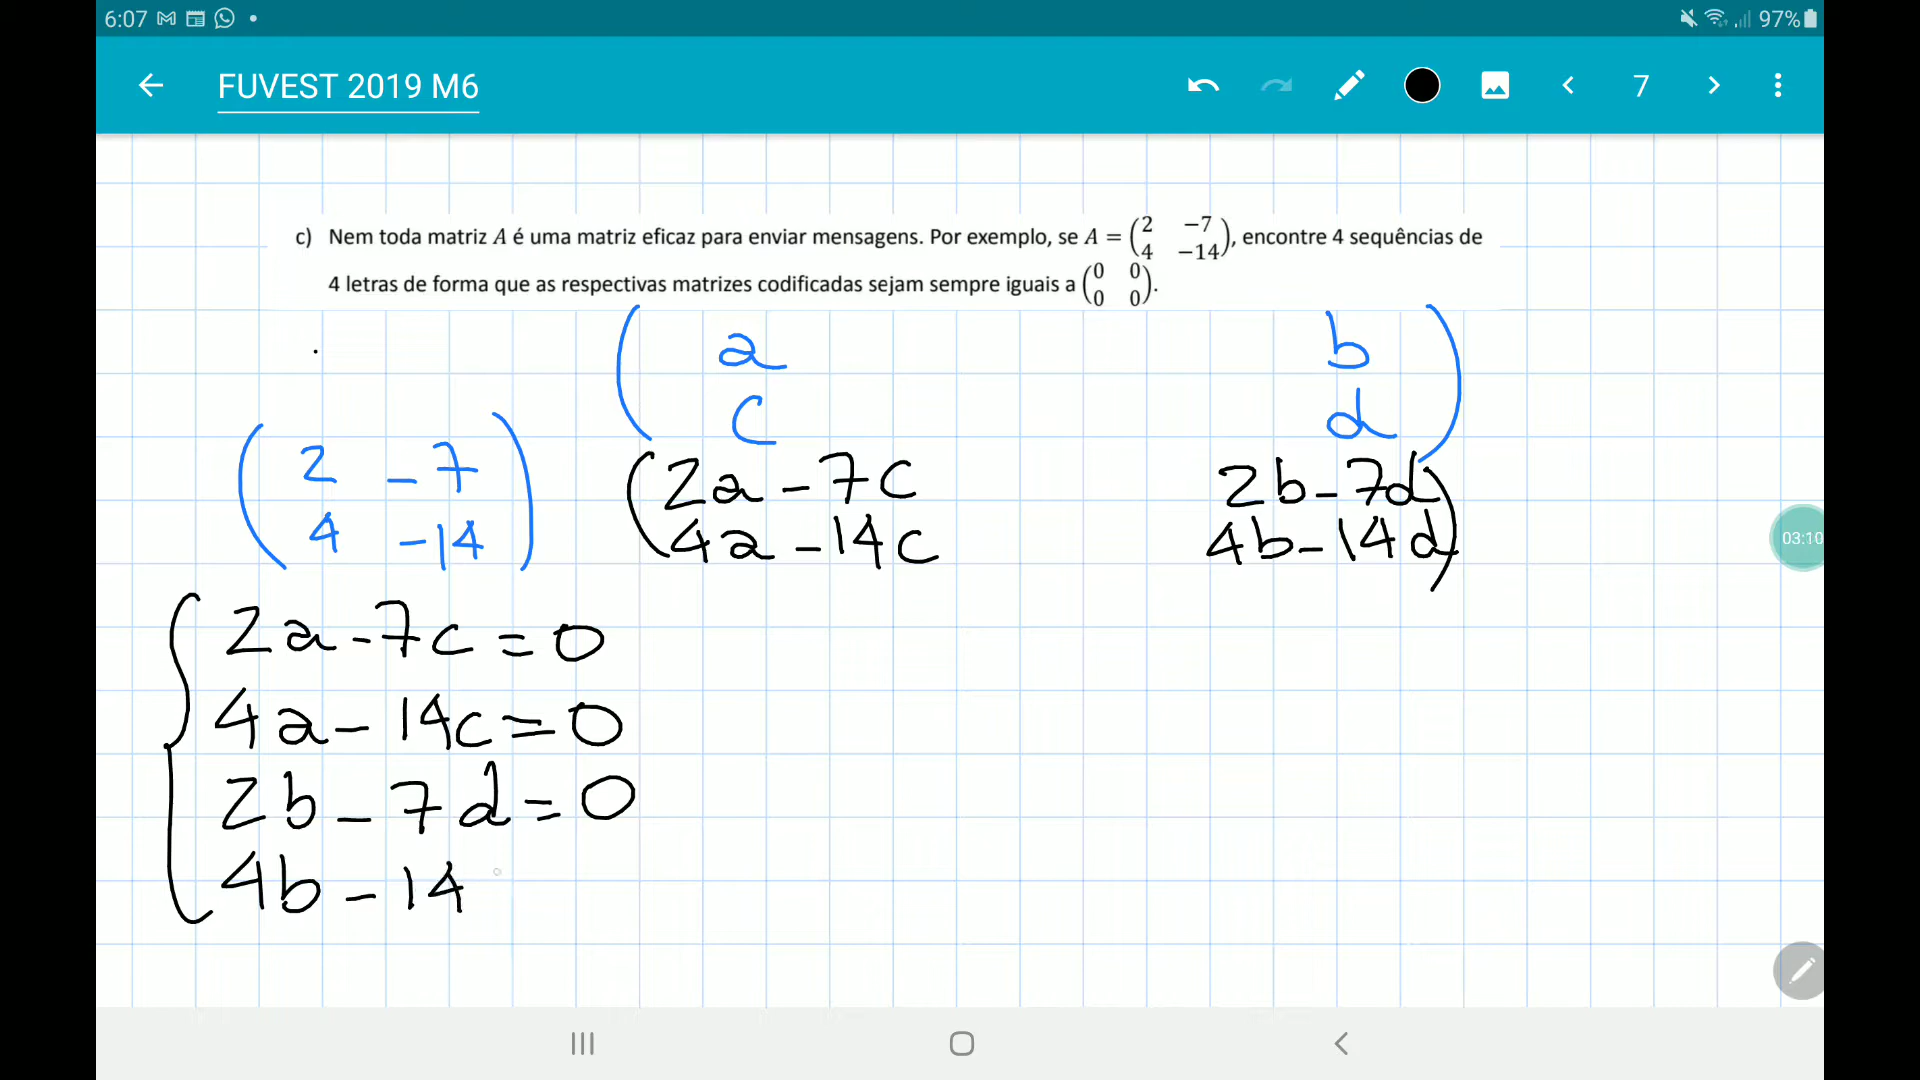 6:07 97%
FUVEST 2019 M6 7
c) Nem toda matriz A é uma matriz eficaz para enviar mensagens. Por exemplo, se A = (2 −7
4 −14), encontre 4 sequências de
4 letras de forma que as respectivas matrizes codificadas sejam sempre iguais a (0 0
0 0).
( a b )
( c d )
( 2 −7 ) ( 2a − 7c 2b − 7d )
( 4 −14 ) ( 4a − 14c 4b − 14d )
03:10
{ 2a − 7c = 0
4a − 14c = 0
2b − 7d = 0
4b − 14